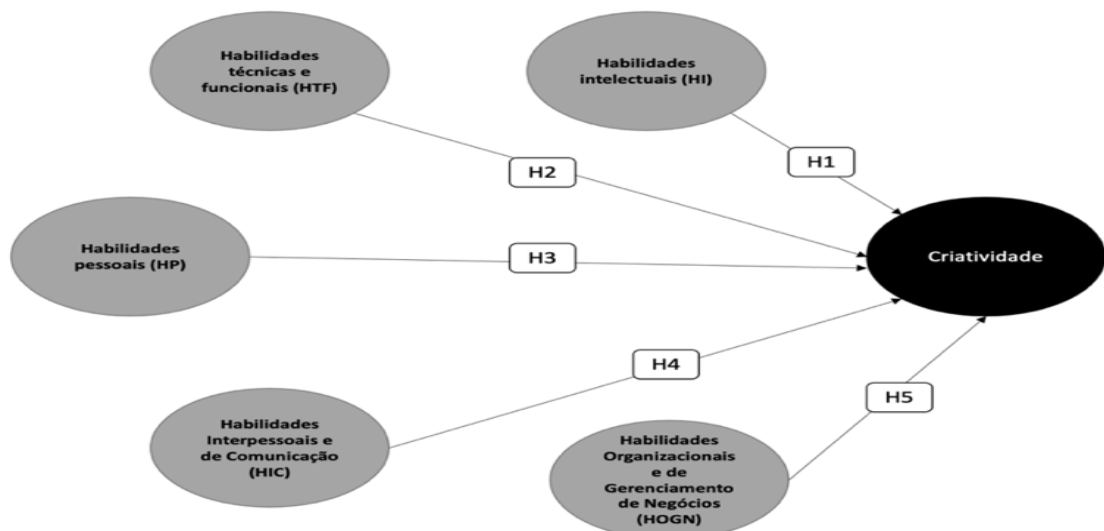 Habilidades
técnicas e
funcionais (HTF)
Habilidades
intelectuais (HI)
H1
H2
Habilidades
pessoais (HP)
H3
Criatividade
H4
Habilidades
Interpessoais e
de Comunicação
(HIC)
H5
Habilidades
Organizacionais
e de
Gerenciamento
de Negócios
(HOGN)